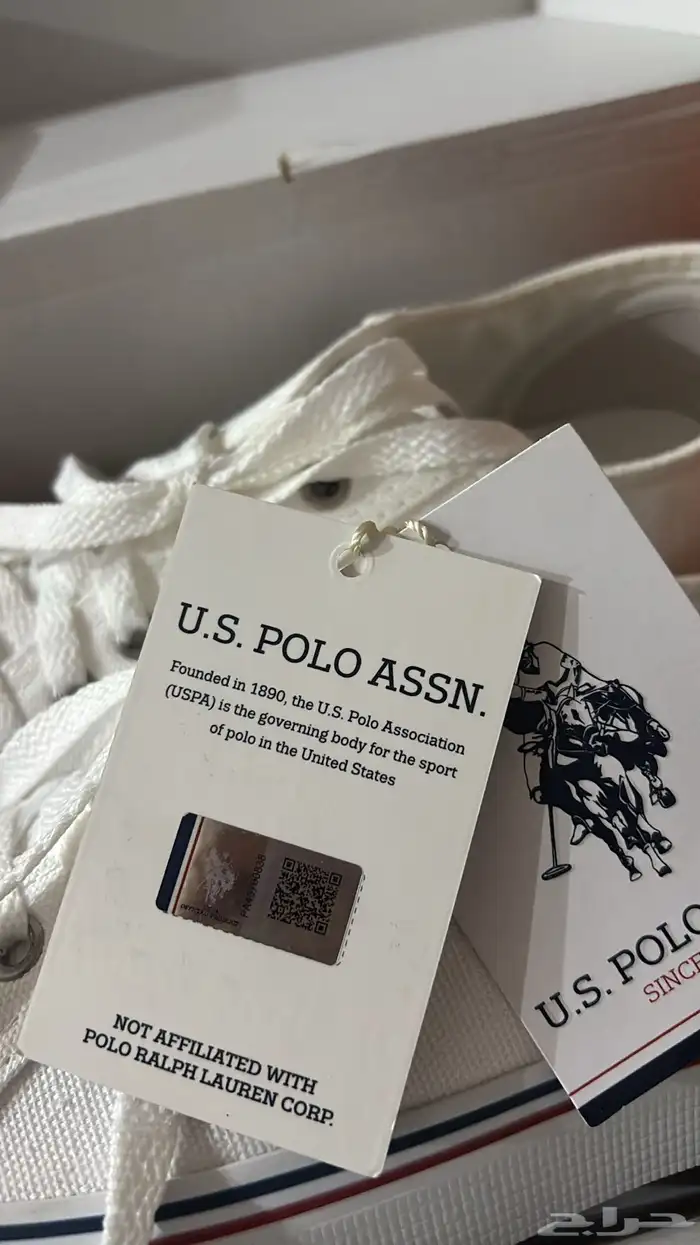 U.S. POLO ASSN.
Founded in 1890, the U.S. Polo Association
(USPA) is the governing body for the sport
of polo in the United States
NOT AFFILIATED WITH
POLO RALPH LAUREN CORP.
U.S. POLO
SINCE
حراج